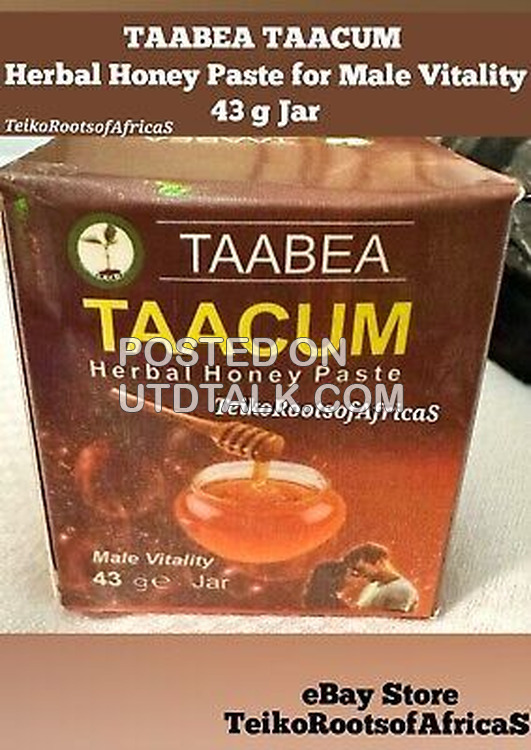 TAABEA TAACUM
Herbal Honey Paste for Male Vitality
43 g Jar
TeikoRootsofAfricaS
TAABEA
TAACUM
Herbal Honey Paste
POSTED ON
UTDTALK.COM
TeikoRootsofAfricaS
Male Vitality
43 g℮ Jar
eBay Store
TeikoRootsofAfricaS